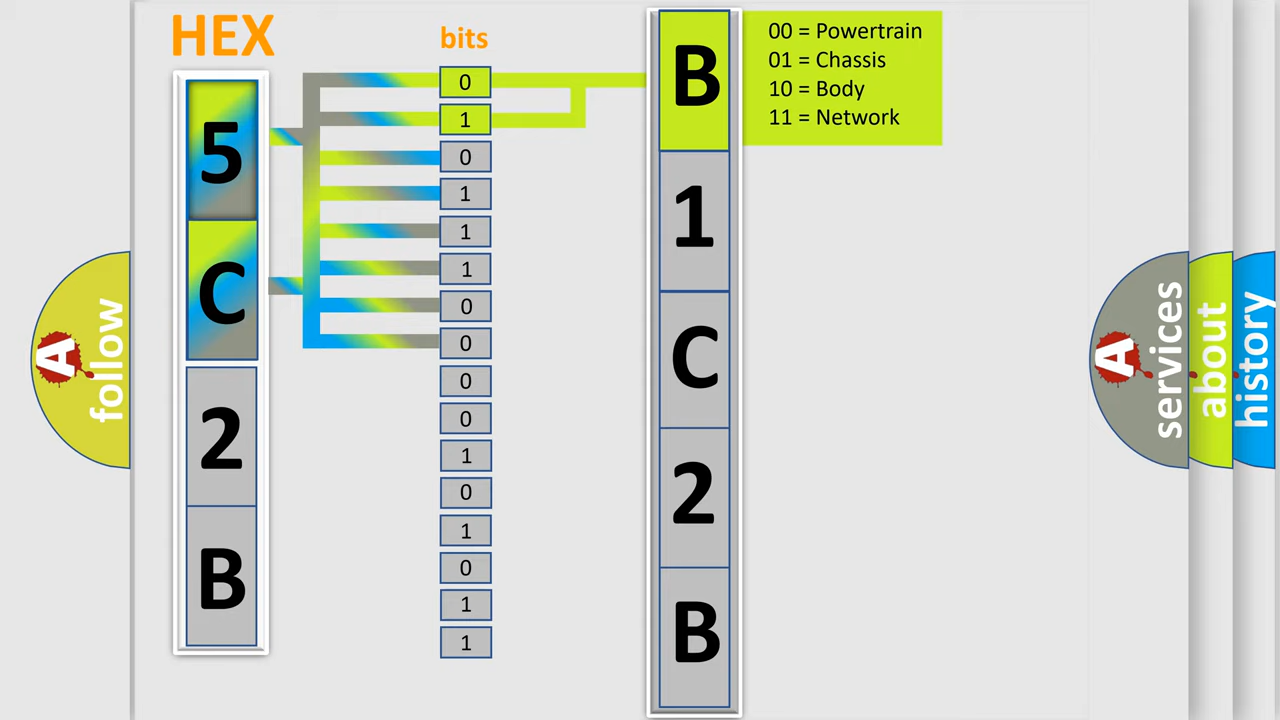 HEX
5
C
2
B
bits
0
1
0
1
1
1
0
0
0
0
1
0
1
0
1
1
B
1
C
2
B
00 = Powertrain
01 = Chassis
10 = Body
11 = Network
A
follow
A
services
about
history